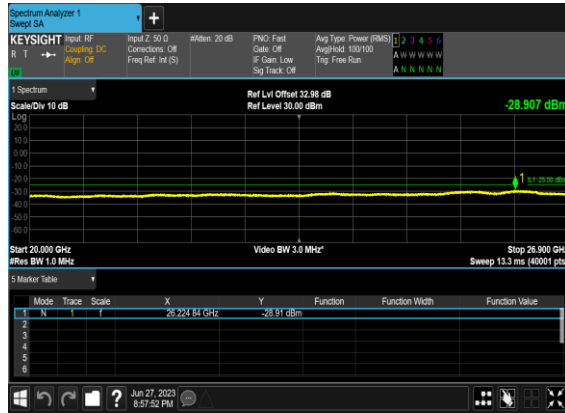 Spectrum Analyzer 1
Swept SA
+
KEYSIGHT
R T
LW
Input: RF
Coupling: DC
Align: Off
Input Z: 50 Ω
Corrections: Off
Freq Ref: Int (S)
#Atten: 20 dB
PNO: Fast
Gate: Off
IF Gain: Low
Sig Track: Off
Avg Type: Power (RMS)
Avg|Hold: 100/100
Trig: Free Run
1 2 3 4 5 6
A W W W W W
A N N N N N
1 Spectrum
Scale/Div 10 dB
Ref Lvl Offset 32.98 dB
Ref Level 30.00 dBm
-28.907 dBm
Log
20.0
10.0
0.00
-10.0
-20.0
-30.0
-40.0
-50.0
-60.0
1
-25.00 dBm
Start 20.000 GHz
#Res BW 1.0 MHz
Video BW 3.0 MHz*
Stop 26.900 GHz
Sweep 13.3 ms (40001 pts)
5 Marker Table
Mode Trace Scale X Y Function Function Width Function Value
1 N 1 f 26.224 84 GHz -28.91 dBm
2
3
4
5
6
?
Jun 27, 2023
8:57:52 PM